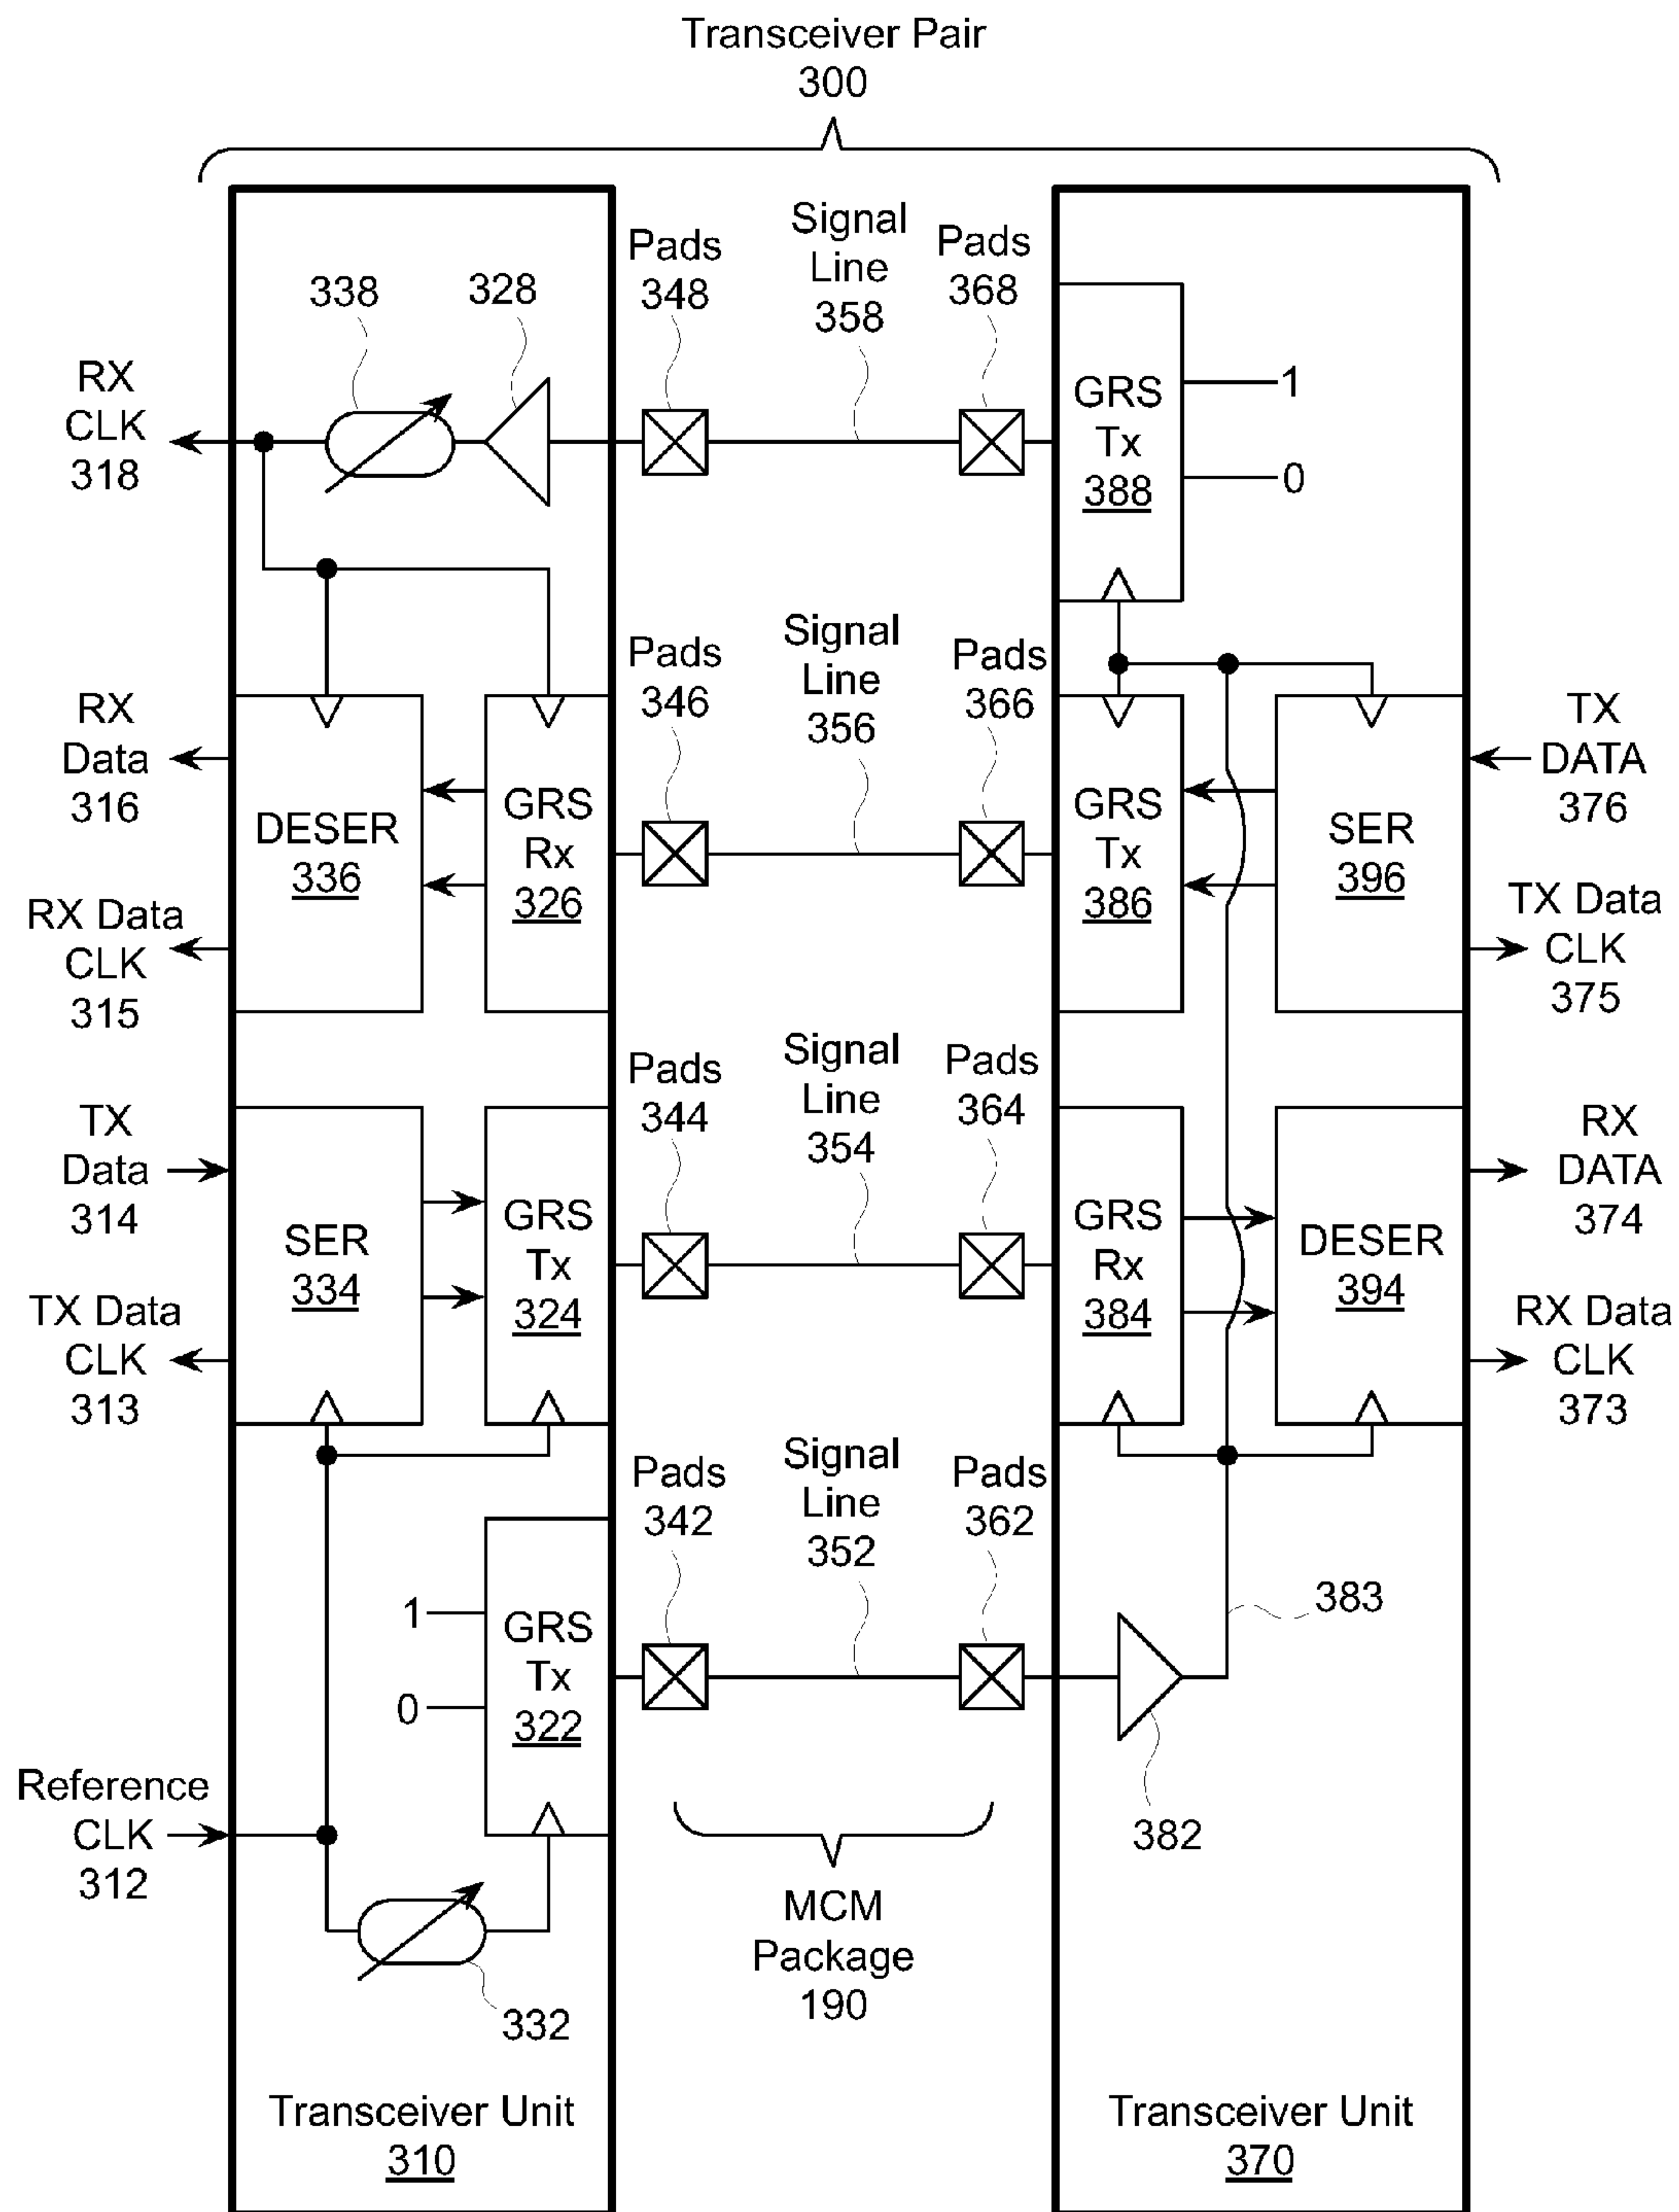 Transceiver Pair
300
338
328
Pads
348
Signal
Line
358
Pads
368
RX
CLK
318
GRS
Tx
388
1
0
RX
Data
316
RX Data
CLK
315
DESER
336
GRS
Rx
326
Pads
346
Signal
Line
356
Pads
366
GRS
Tx
386
SER
396
TX
DATA
376
TX Data
CLK
375
TX
Data
314
TX Data
CLK
313
SER
334
GRS
Tx
324
Pads
344
Signal
Line
354
Pads
364
GRS
Rx
384
DESER
394
RX
DATA
374
RX Data
CLK
373
1
0
GRS
Tx
322
Pads
342
Signal
Line
352
Pads
362
383
382
Reference
CLK
312
332
MCM
Package
190
Transceiver Unit
310
Transceiver Unit
370